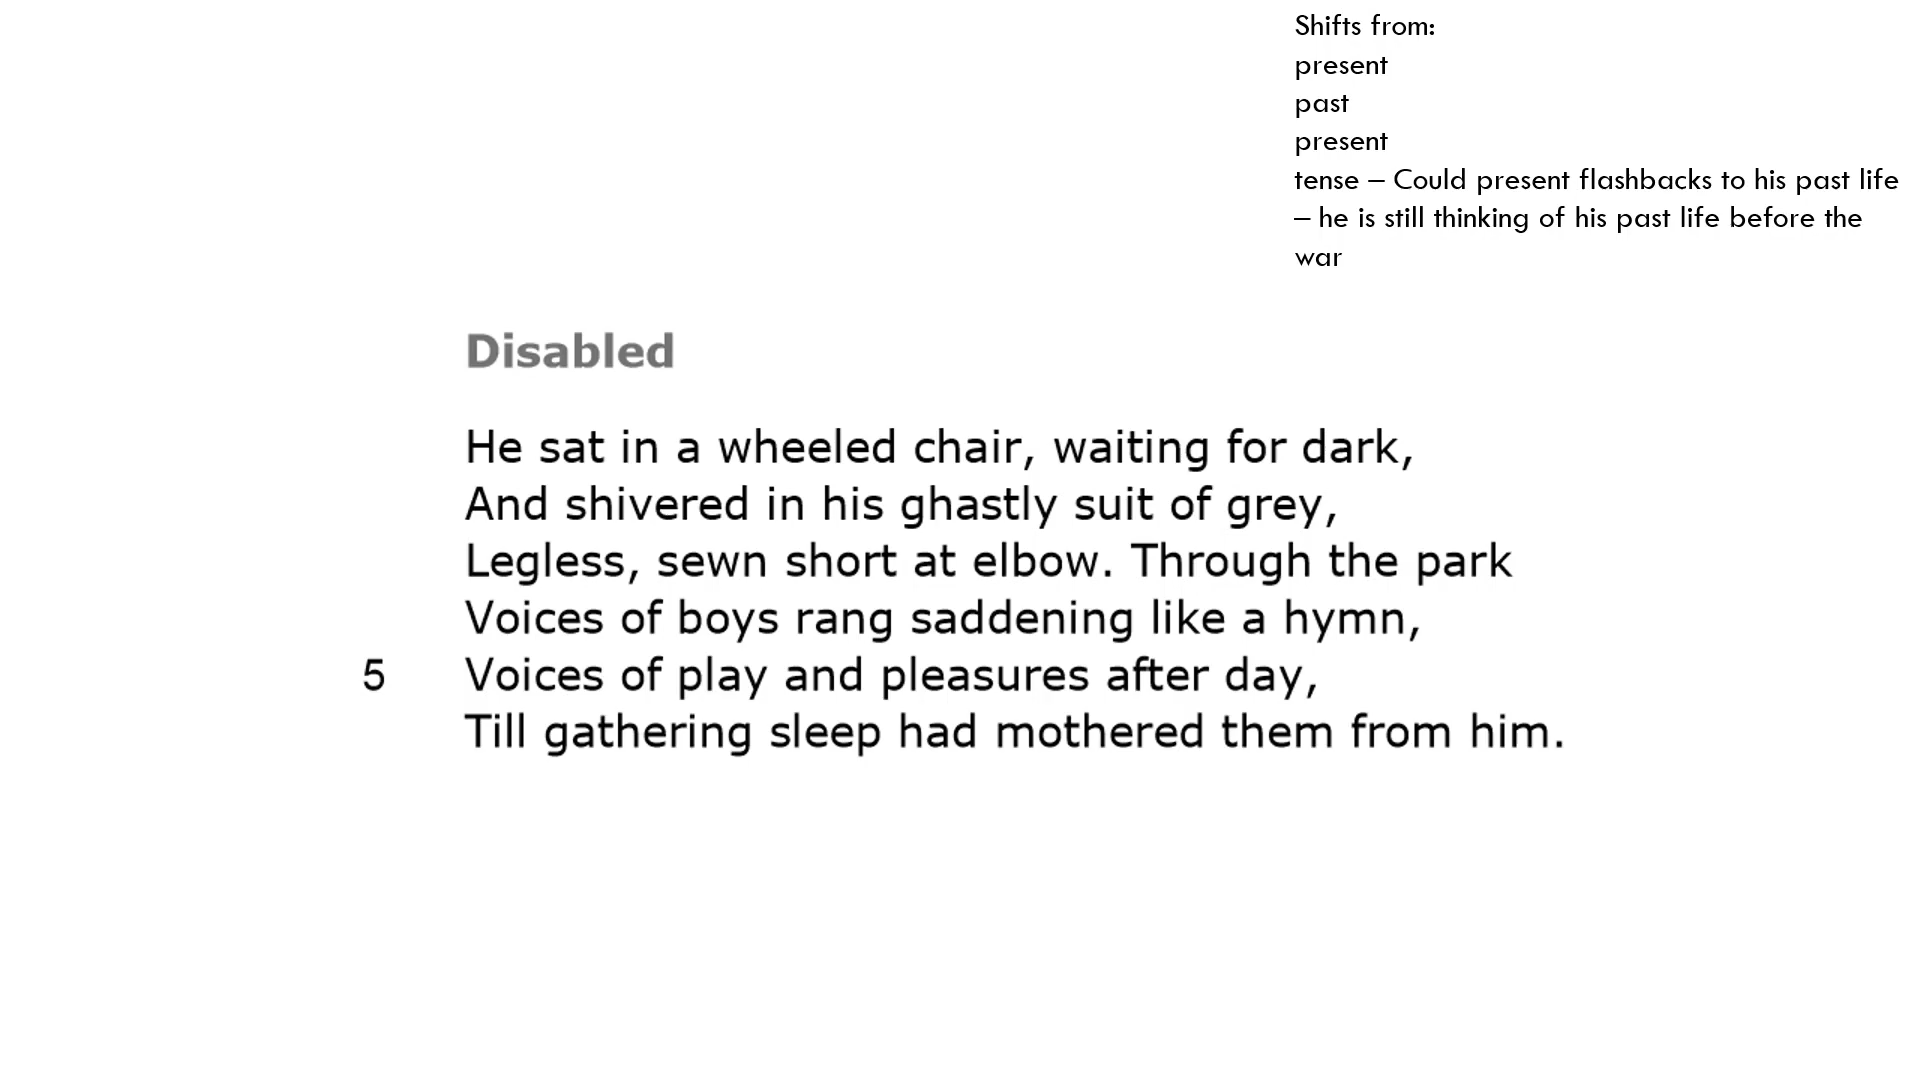 Shifts from:
present
past
present
tense – Could present flashbacks to his past life
– he is still thinking of his past life before the
war
Disabled
He sat in a wheeled chair, waiting for dark,
And shivered in his ghastly suit of grey,
Legless, sewn short at elbow. Through the park
Voices of boys rang saddening like a hymn,
5 Voices of play and pleasures after day,
Till gathering sleep had mothered them from him.